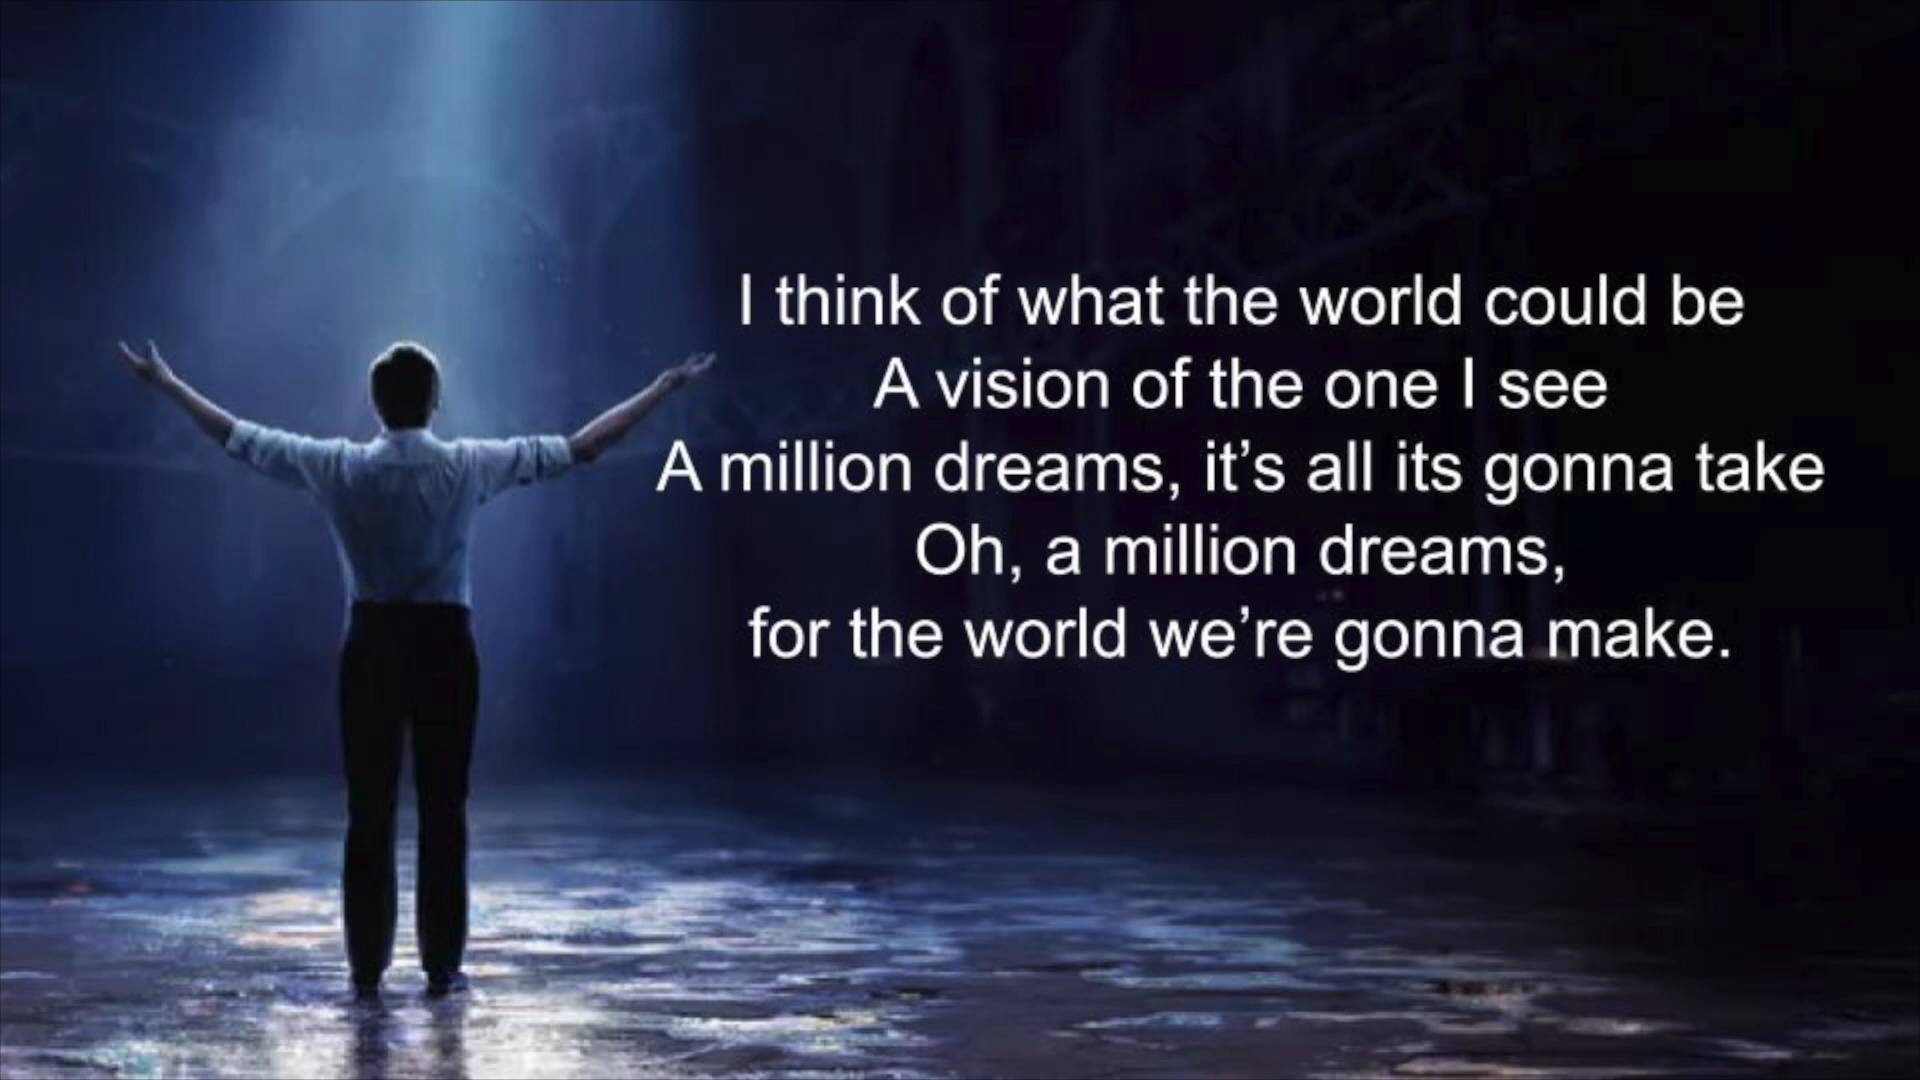 I think of what the world could be
A vision of the one I see
A million dreams, it’s all its gonna take
Oh, a million dreams,
for the world we’re gonna make.